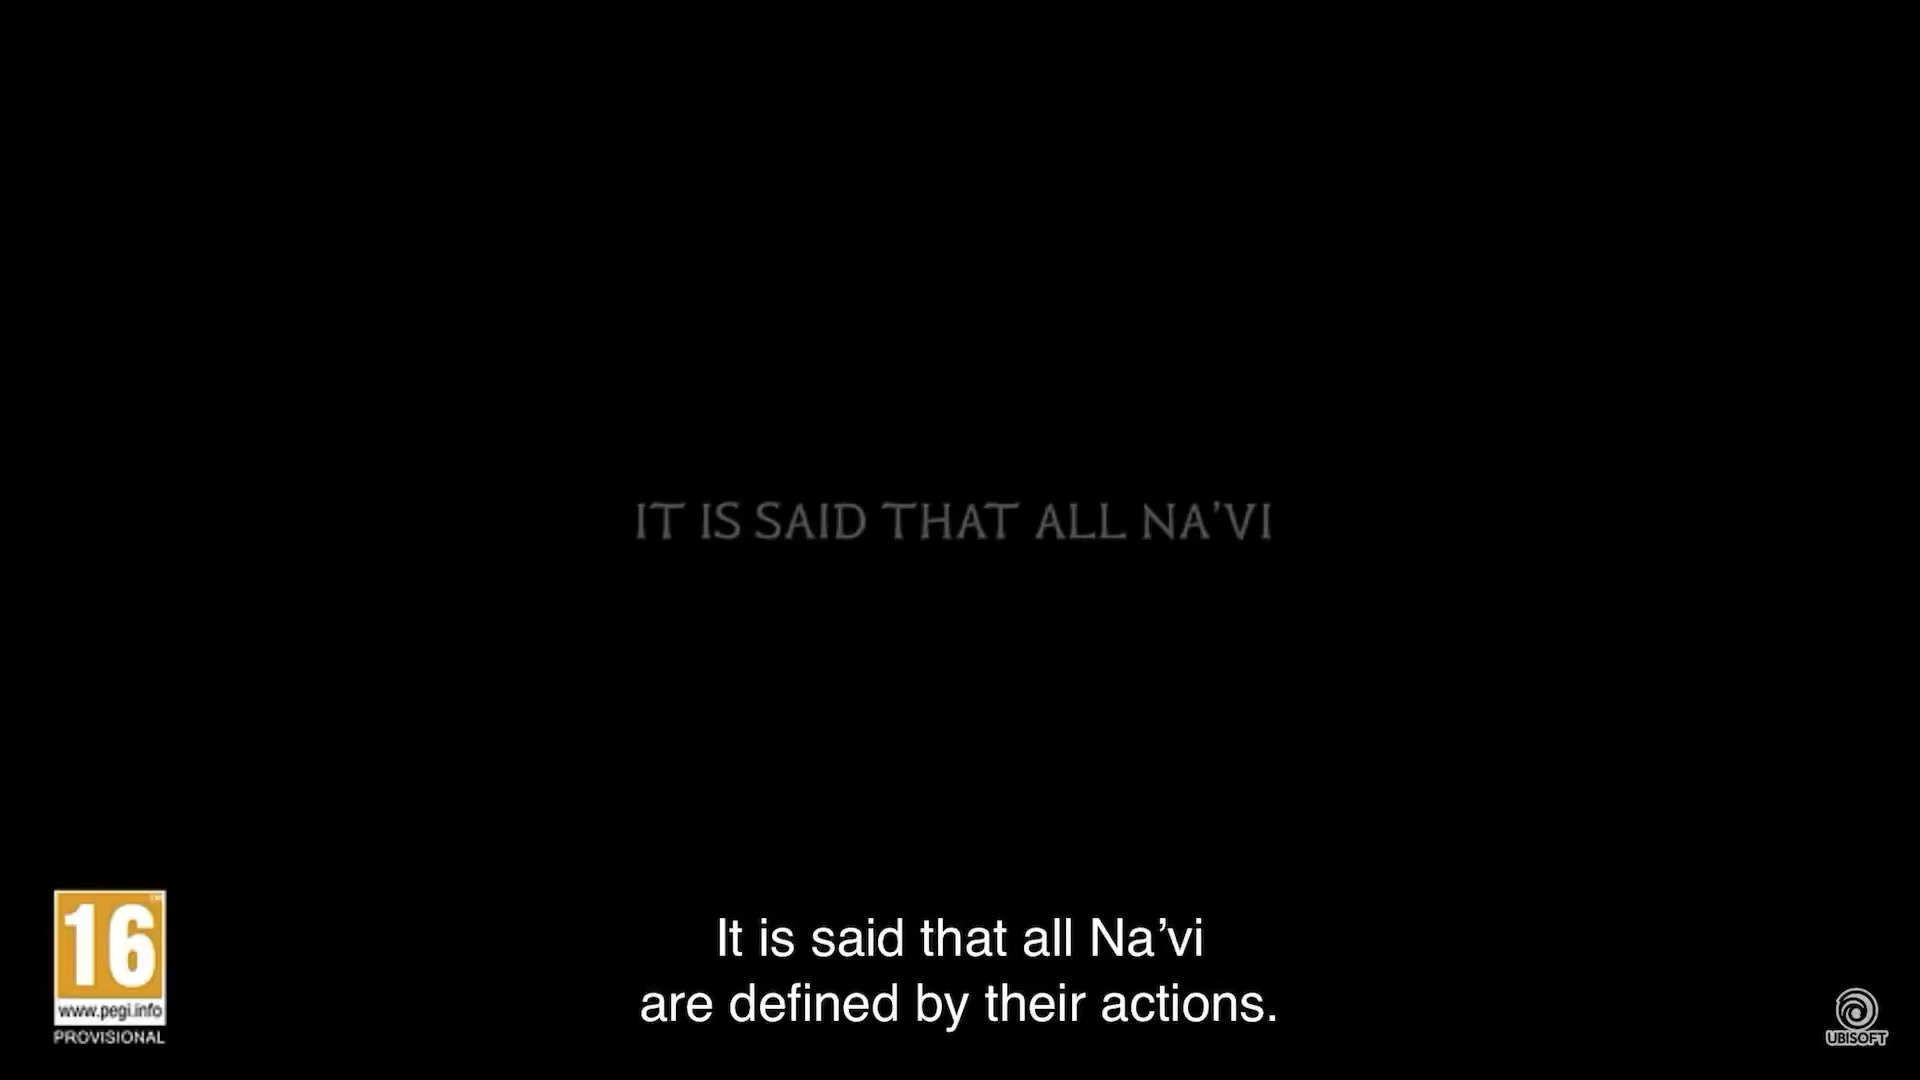 IT IS SAID THAT ALL NA’VI
It is said that all Na’vi
are defined by their actions.
16
www.pegi.info
PROVISIONAL
UBISOFT